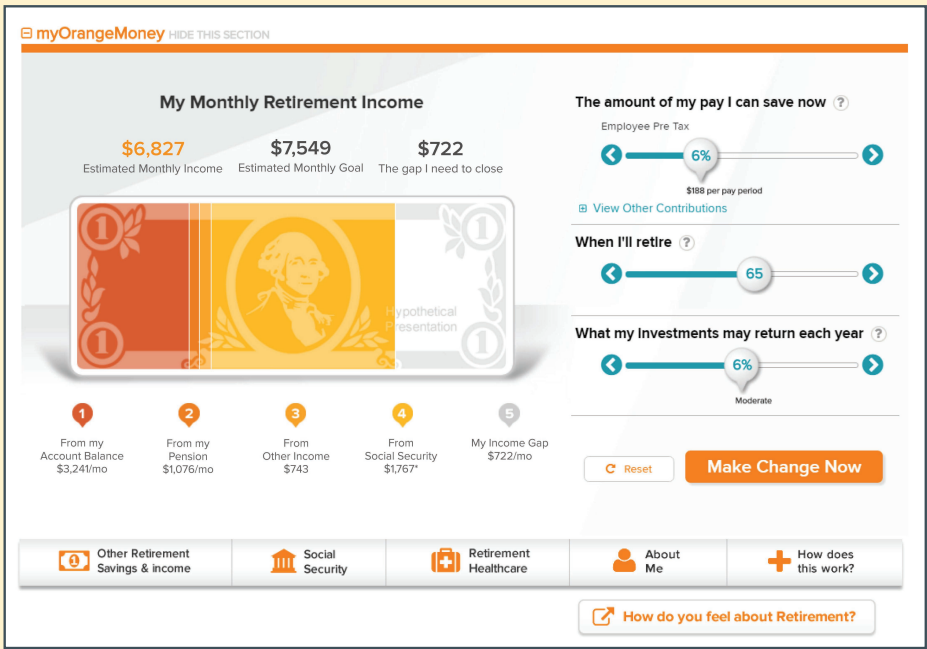 myOrangeMoney HIDE THIS SECTION
My Monthly Retirement Income
$6,827
Estimated Monthly Income
$7,549
Estimated Monthly Goal
$722
The gap I need to close
1
1
1
1
Hypothetical
Presentation
1
From my
Account Balance
$3,241/mo
2
From my
Pension
$1,076/mo
3
From
Other Income
$743
4
From
Social Security
$1,767*
5
My Income Gap
$722/mo
The amount of my pay I can save now ?
Employee Pre Tax
6%
$188 per pay period
View Other Contributions
When I'll retire ?
65
What my investments may return each year ?
6%
Moderate
Reset
Make Change Now
1
Other Retirement
Savings & income
Social
Security
Retirement
Healthcare
About
Me
How does
this work?
How do you feel about Retirement?